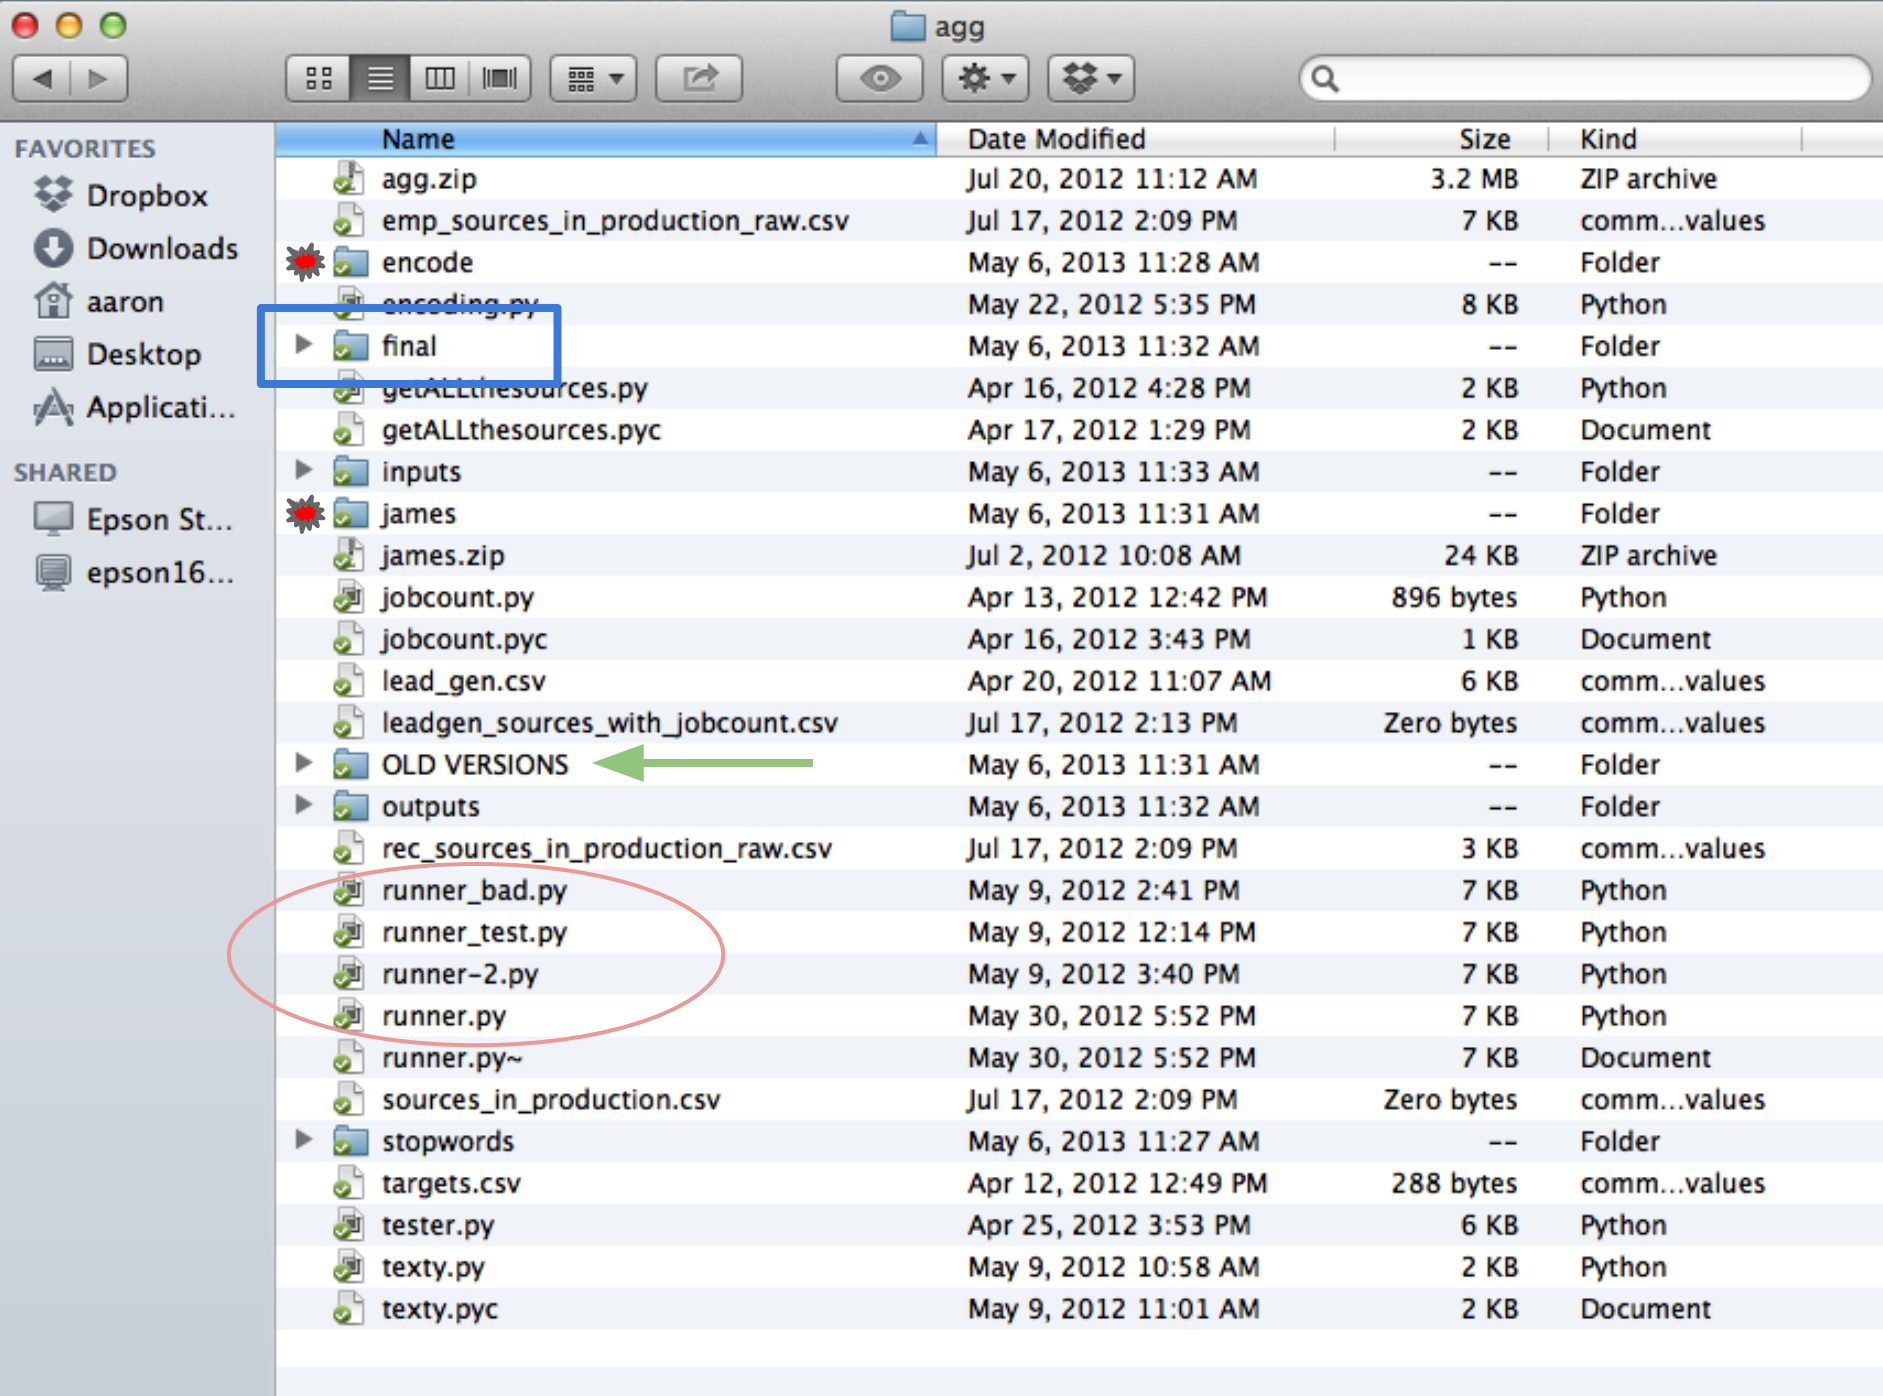 agg
FAVORITES
Dropbox
Downloads
aaron
Desktop
Applicati...
SHARED
Epson St...
epson16...
Name Date Modified Size Kind
agg.zip Jul 20, 2012 11:12 AM 3.2 MB ZIP archive
emp_sources_in_production_raw.csv Jul 17, 2012 2:09 PM 7 KB comm...values
encode May 6, 2013 11:28 AM -- Folder
encoding.py May 22, 2012 5:35 PM 8 KB Python
final May 6, 2013 11:32 AM -- Folder
getALLthesources.py Apr 16, 2012 4:28 PM 2 KB Python
getALLthesources.pyc Apr 17, 2012 1:29 PM 2 KB Document
inputs May 6, 2013 11:33 AM -- Folder
james May 6, 2013 11:31 AM -- Folder
james.zip Jul 2, 2012 10:08 AM 24 KB ZIP archive
jobcount.py Apr 13, 2012 12:42 PM 896 bytes Python
jobcount.pyc Apr 16, 2012 3:43 PM 1 KB Document
lead_gen.csv Apr 20, 2012 11:07 AM 6 KB comm...values
leadgen_sources_with_jobcount.csv Jul 17, 2012 2:13 PM Zero bytes comm...values
OLD VERSIONS May 6, 2013 11:31 AM -- Folder
outputs May 6, 2013 11:32 AM -- Folder
rec_sources_in_production_raw.csv Jul 17, 2012 2:09 PM 3 KB comm...values
runner_bad.py May 9, 2012 2:41 PM 7 KB Python
runner_test.py May 9, 2012 12:14 PM 7 KB Python
runner-2.py May 9, 2012 3:40 PM 7 KB Python
runner.py May 30, 2012 5:52 PM 7 KB Python
runner.py~ May 30, 2012 5:52 PM 7 KB Document
sources_in_production.csv Jul 17, 2012 2:09 PM Zero bytes comm...values
stopwords May 6, 2013 11:27 AM -- Folder
targets.csv Apr 12, 2012 12:49 PM 288 bytes comm...values
tester.py Apr 25, 2012 3:53 PM 6 KB Python
texty.py May 9, 2012 10:58 AM 2 KB Python
texty.pyc May 9, 2012 11:01 AM 2 KB Document